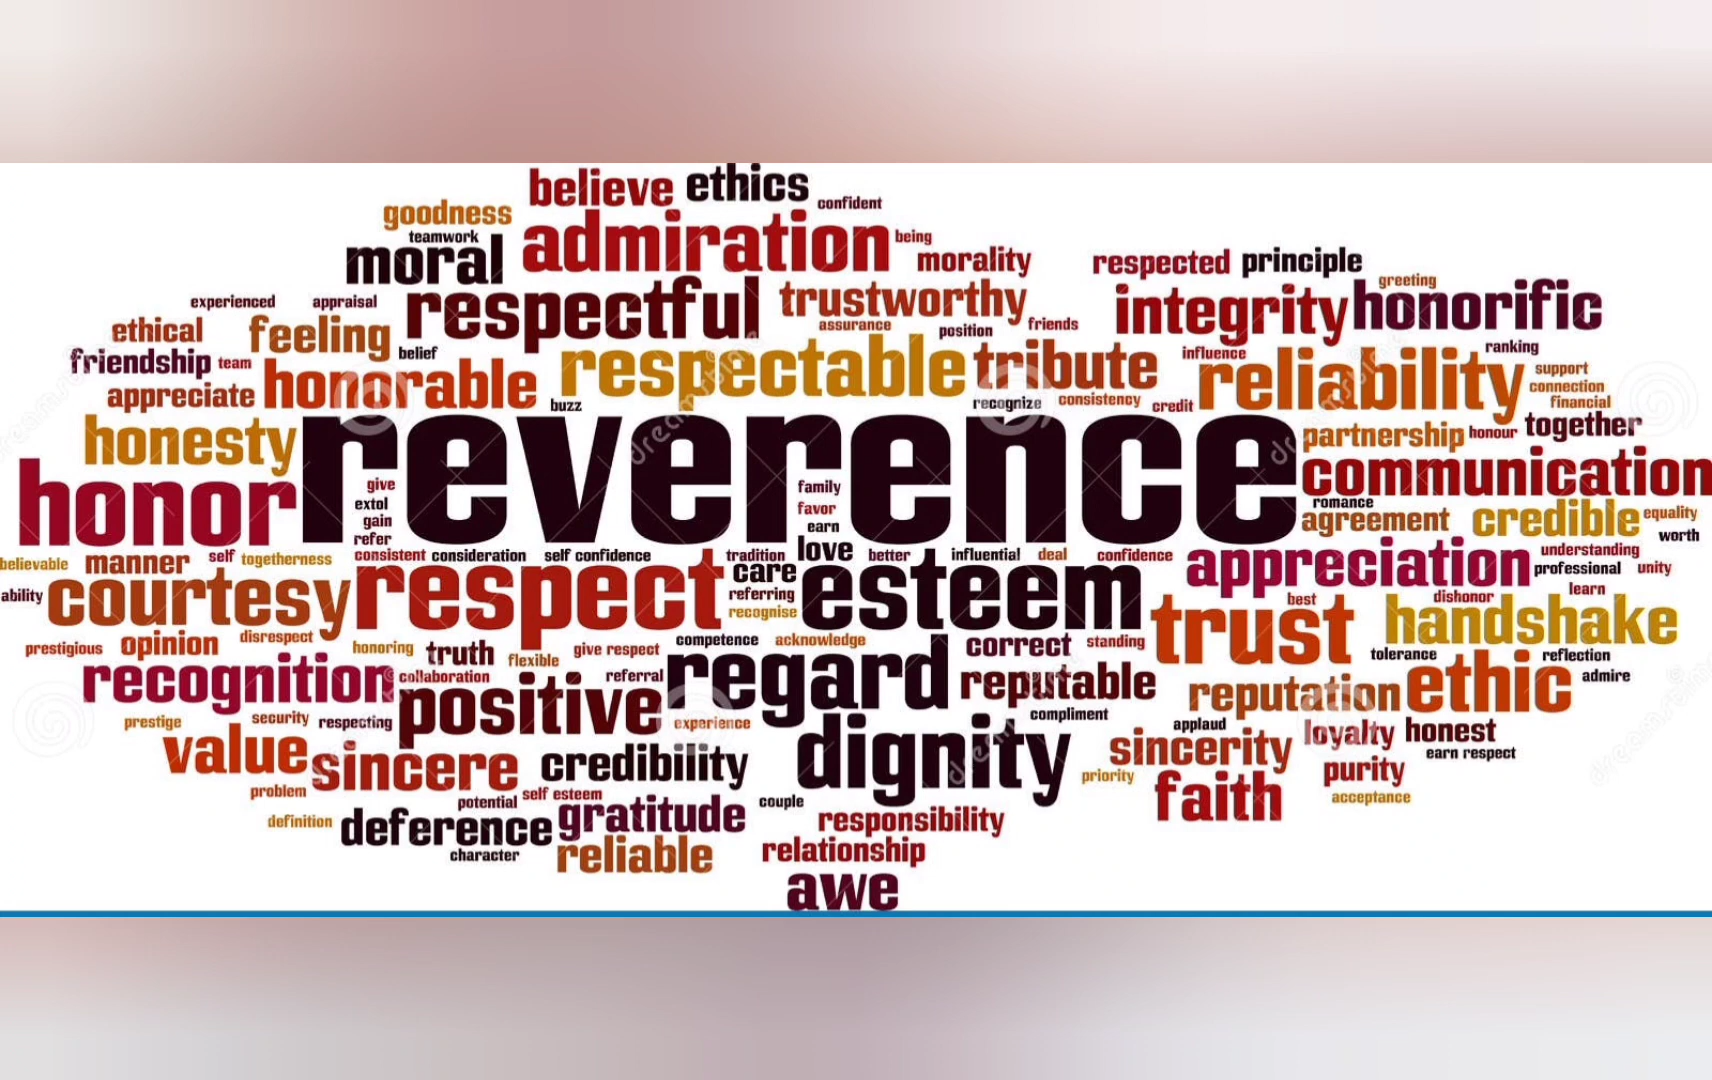 believe ethics
goodness confident
teamwork
moral admiration being
morality respected principle
greeting
experienced appraisal respectful trustworthy integrity honorific
ethical feeling assurance position friends
friendship team belief respectable tribute influence reliability ranking
support
appreciate honorable connection
buzz recognize consistency credit financial
honesty reverence partnership honour together
honor communication
give family
extol favor romance
gain earn agreement credible equality
refer worth
believable manner self togetherness consistent consideration self confidence tradition love better influential deal confidence appreciation understanding
care professional unity
ability courtesy respect referring esteem best dishonor learn
recognise trust handshake
prestigious opinion disrespect honoring truth flexible give respect competence acknowledge correct standing tolerance reflection
recognition collaboration referral regard reputable reputation ethic admire
positive
prestige security respecting experience compliment applaud loyalty honest
value sincere credibility dignity sincerity earn respect
priority purity
problem potential self esteem couple faith acceptance
definition deference gratitude responsibility
character reliable relationship
awe
dreamstime